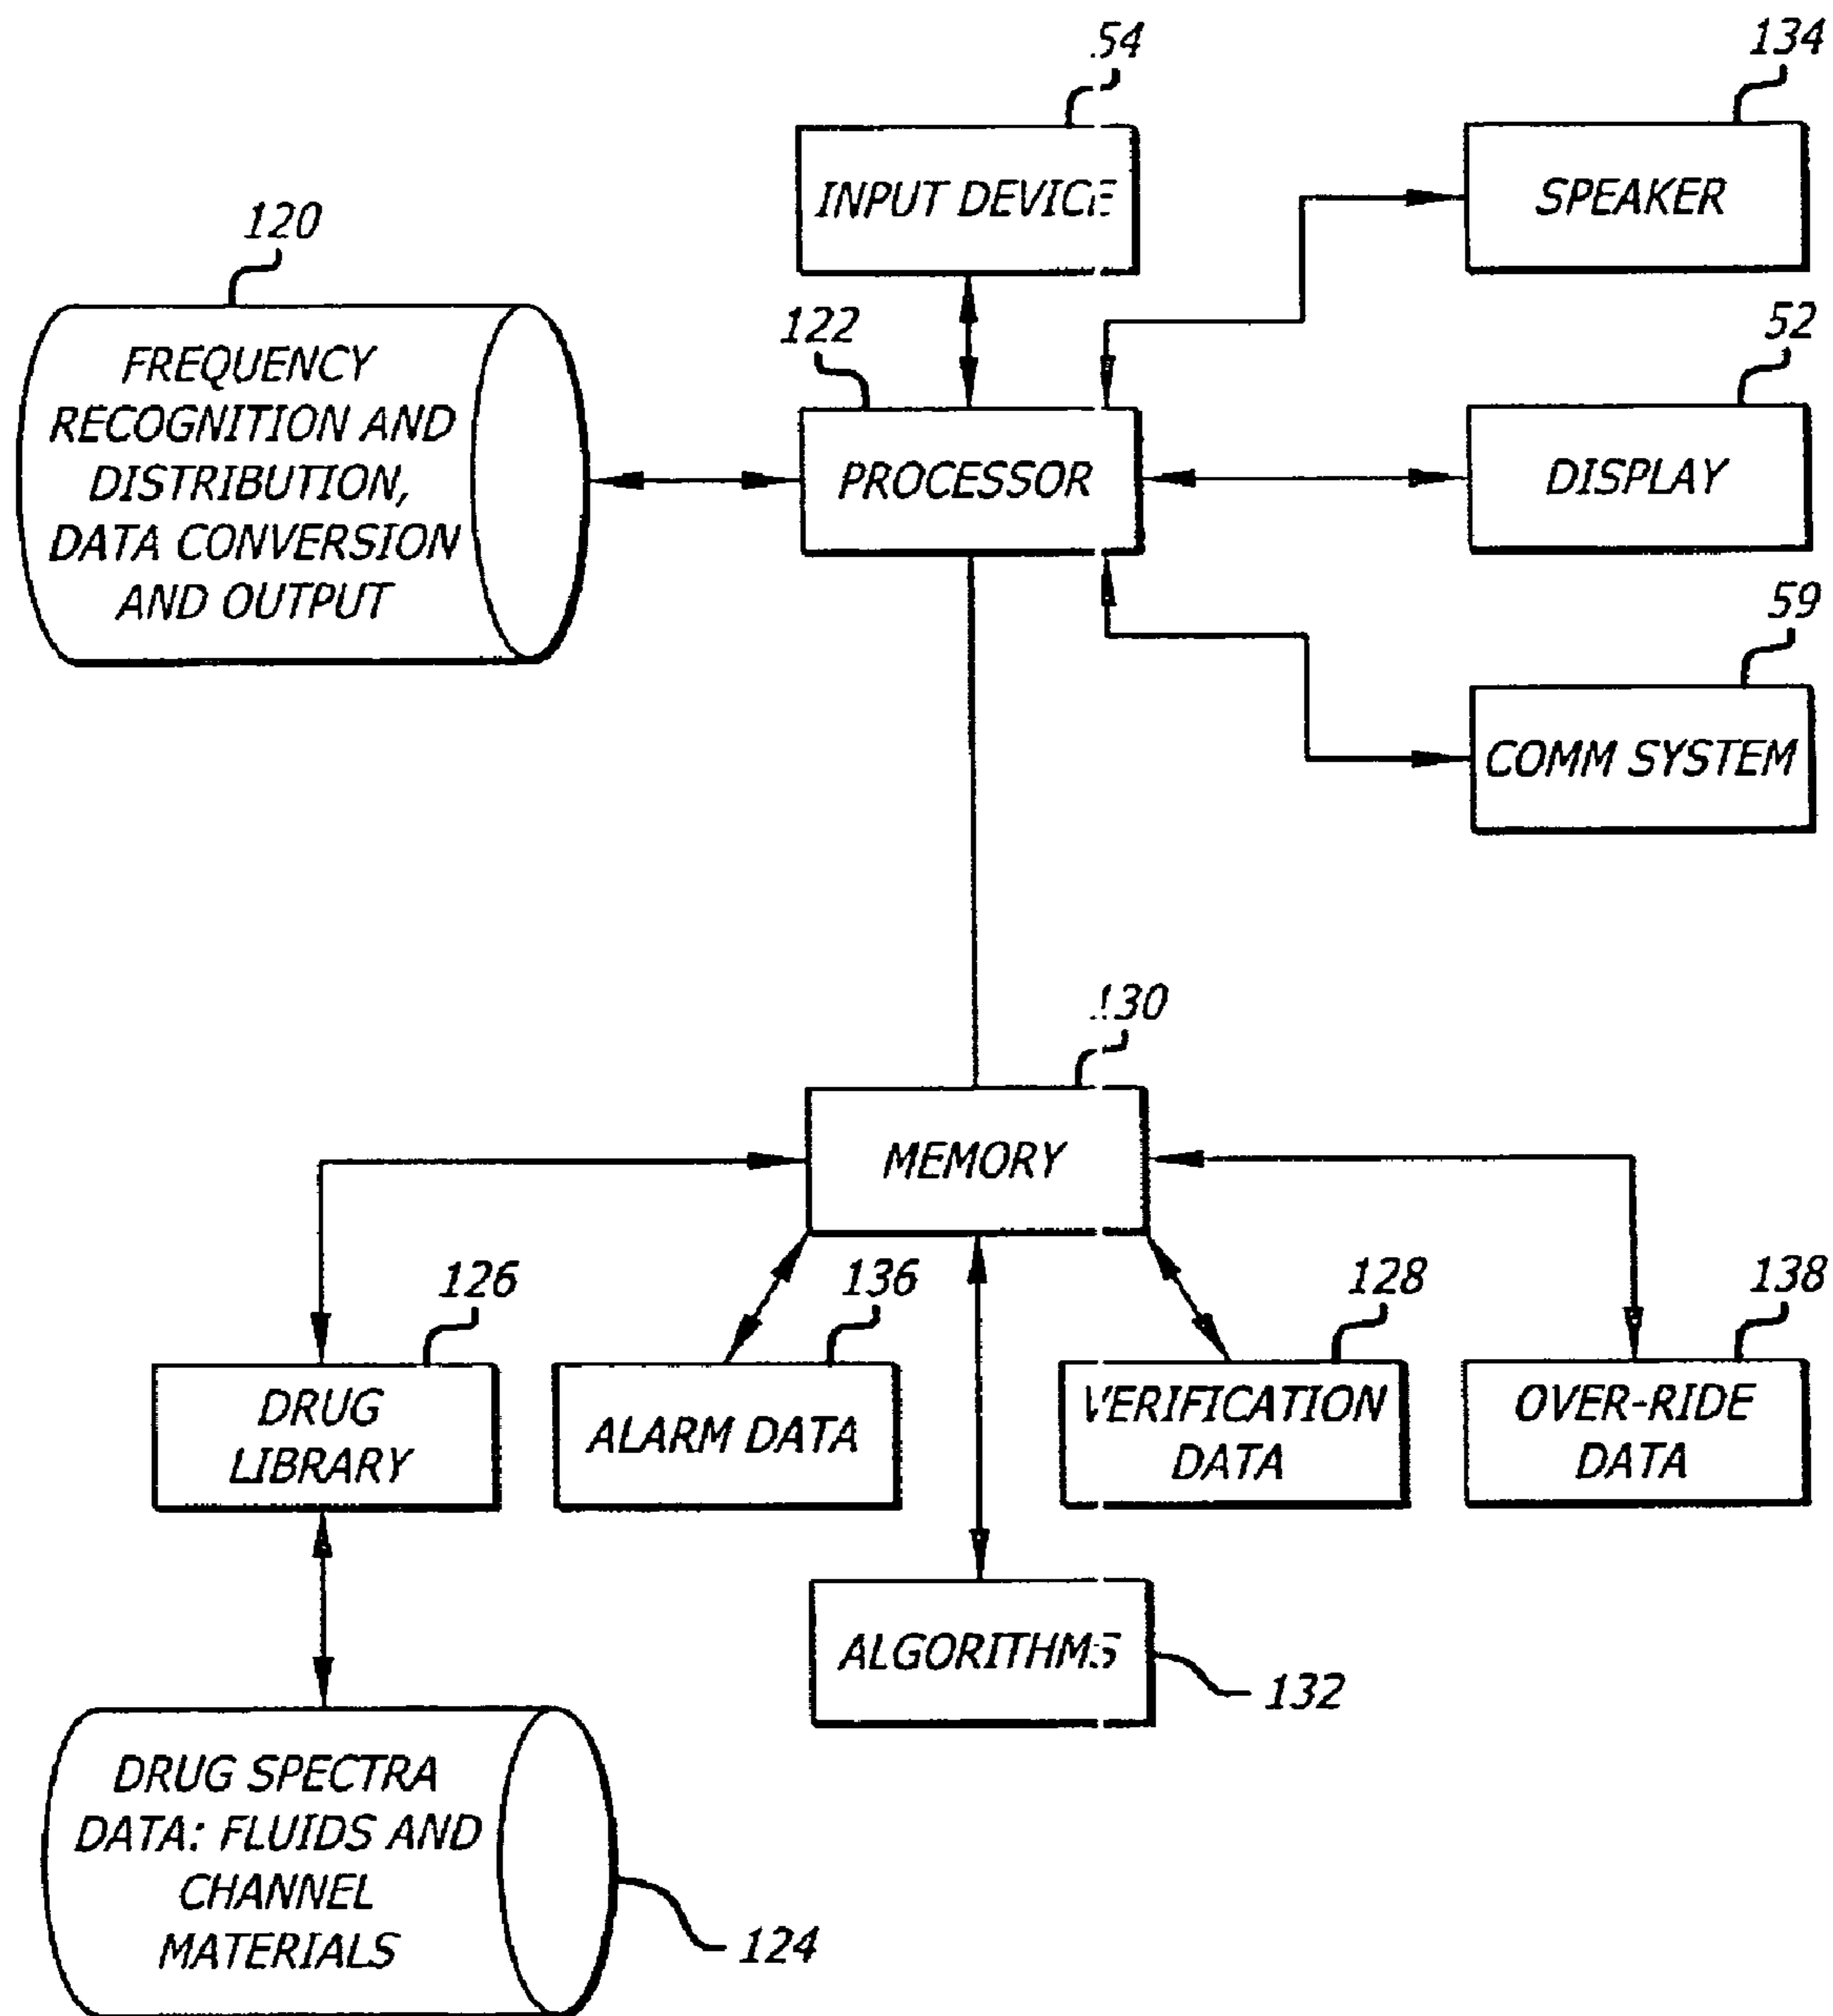 54
134
INPUT DEVICE
SPEAKER
120
122
52
FREQUENCY
RECOGNITION AND
DISTRIBUTION,
DATA CONVERSION
AND OUTPUT
PROCESSOR
DISPLAY
59
COMM SYSTEM
130
MEMORY
126
136
128
138
DRUG
LIBRARY
ALARM DATA
VERIFICATION
DATA
OVER-RIDE
DATA
ALGORITHMS
132
DRUG SPECTRA
DATA: FLUIDS AND
CHANNEL
MATERIALS
124